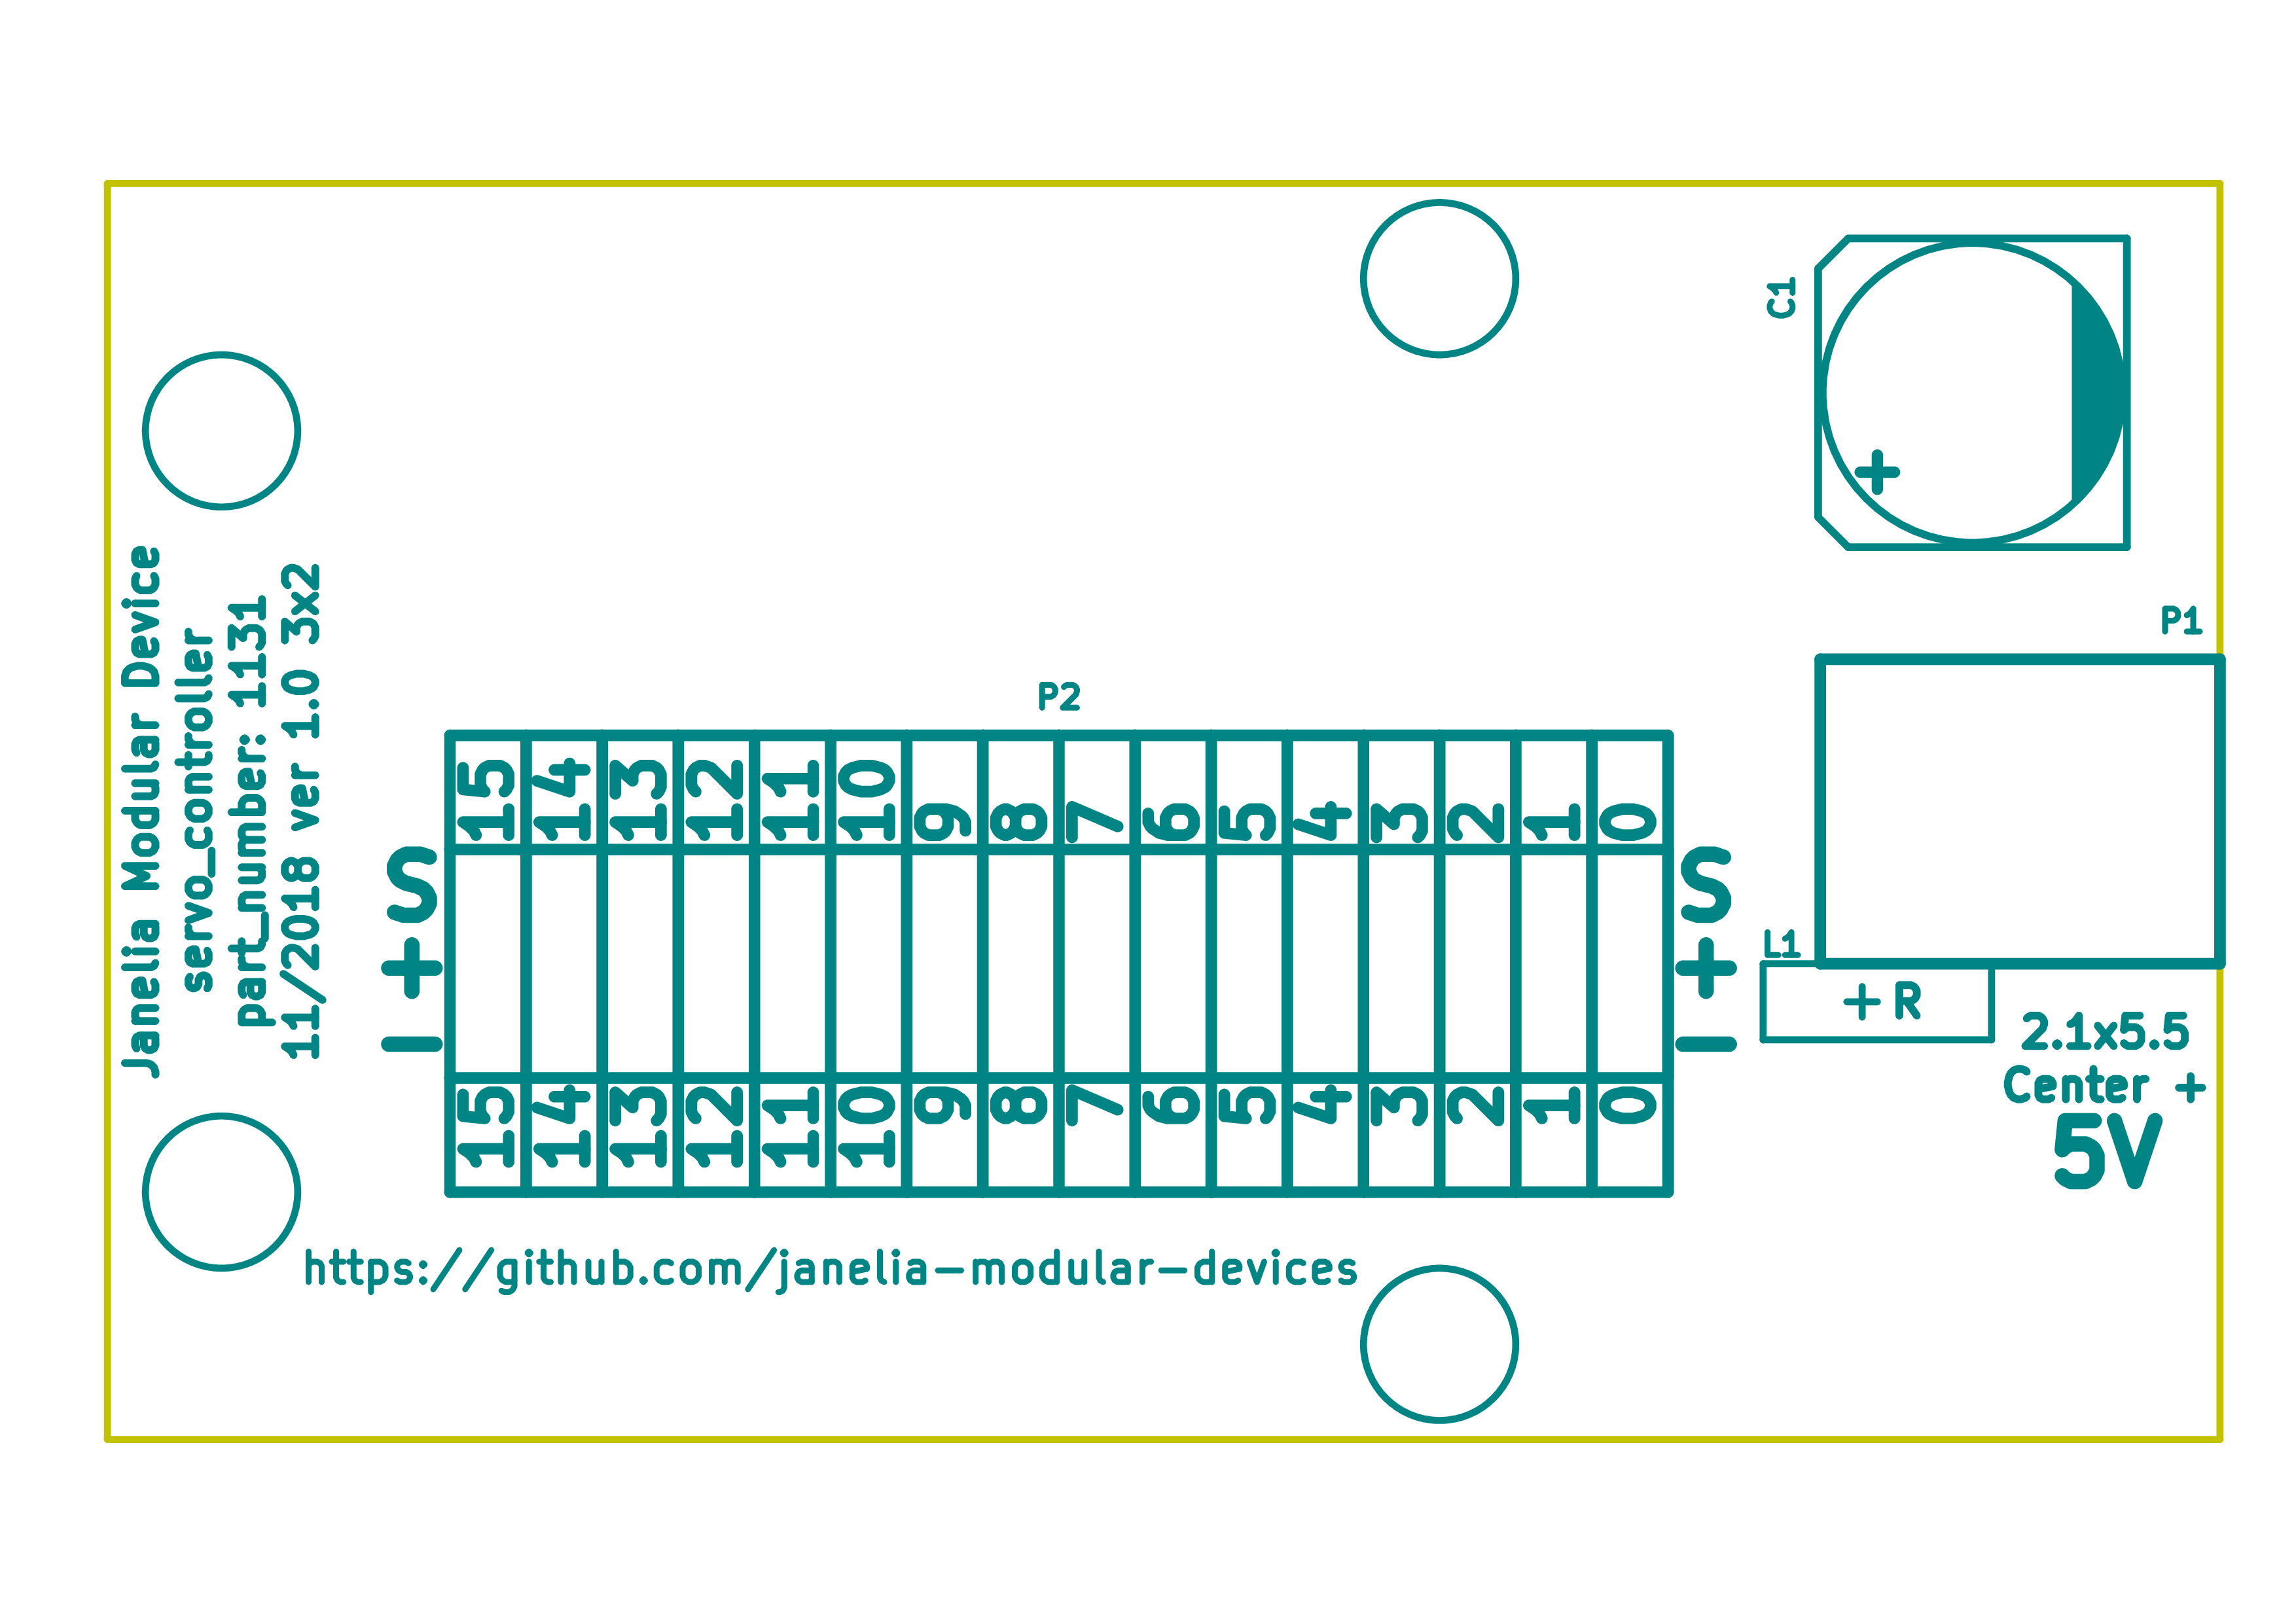 C1
P1
P2
Janelia Modular Device
servo_controller
part_number: 1131
11/2018 ver 1.0 3x2
15 14 13 12 11 10 9 8 7 6 5 4 3 2 1 0
S S
+ +
- -
15 14 13 12 11 10 9 8 7 6 5 4 3 2 1 0
L1
+R
2.1x5.5
Center +
5V
+
https://github.com/janelia-modular-devices